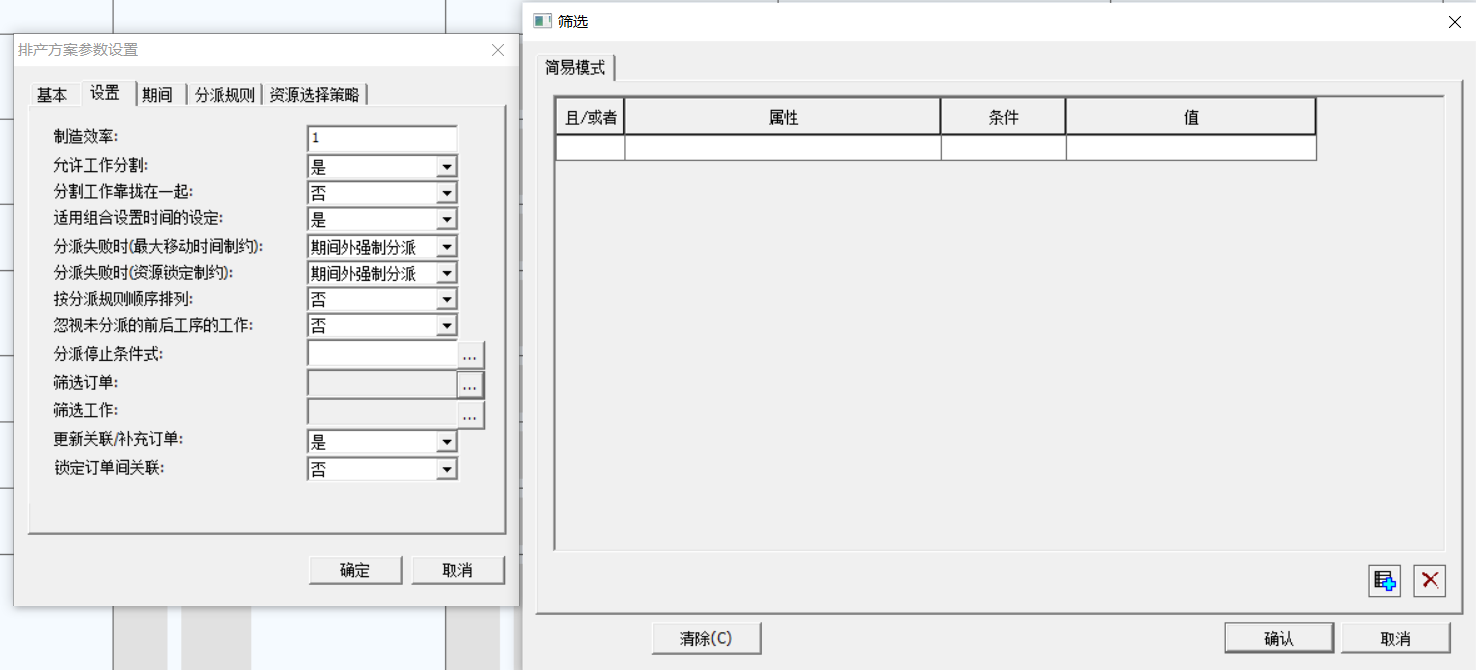 排产方案参数设置
基本 设置 期间 分派规则 资源选择策略
制造效率: 1
允许工作分割: 是
分割工作靠拢在一起: 否
适用组合设置时间的设定: 是
分派失败时(最大移动时间制约): 期间外强制分派
分派失败时(资源锁定制约): 期间外强制分派
按分派规则顺序排列: 否
忽视未分派的前后工序的工作: 否
分派停止条件式: ...
筛选订单: ...
筛选工作: ...
更新关联/补充订单: 是
锁定订单间关联: 否
确定 取消
筛选
简易模式
且/或者 属性 条件 值
清除(C) 确认 取消